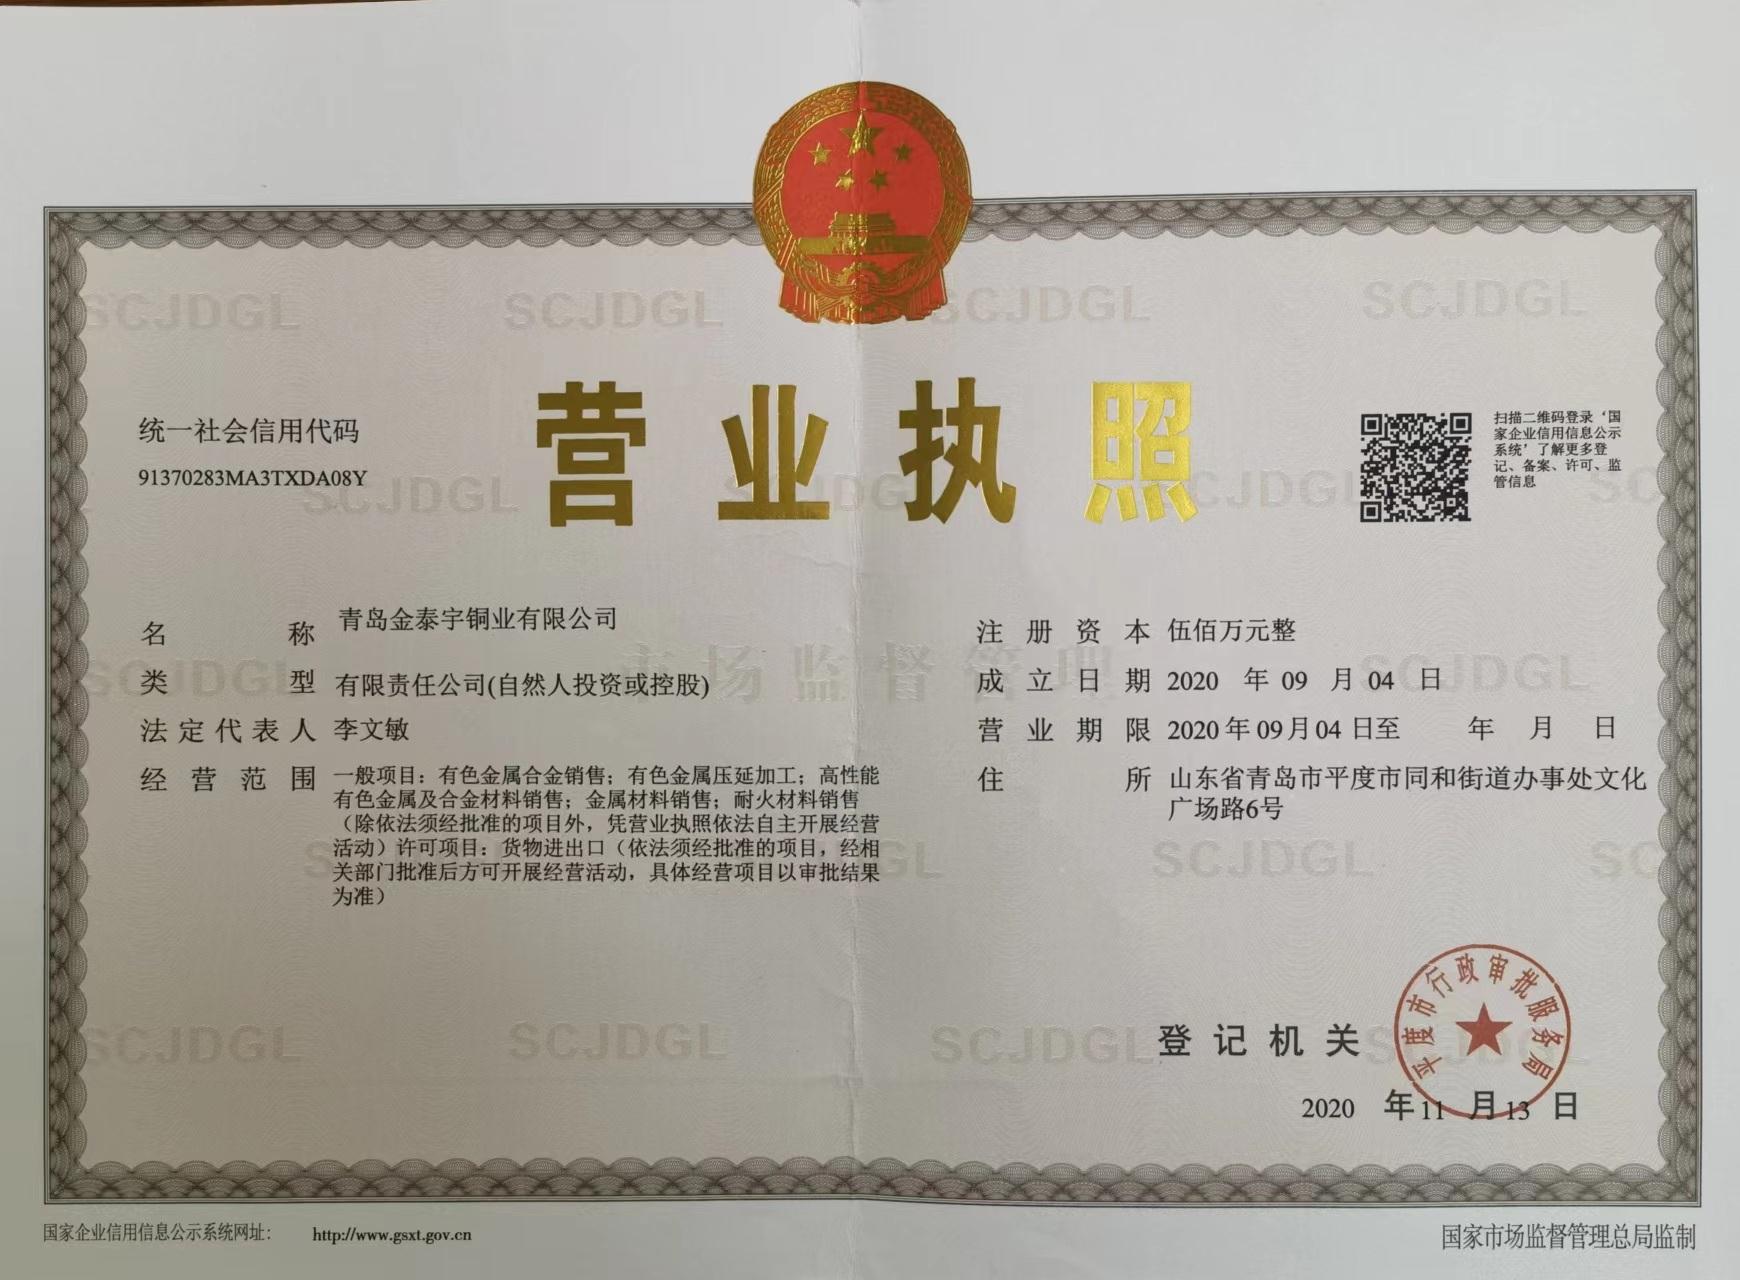 营业执照
统一社会信用代码
91370283MA3TXDA08Y
扫描二维码登录‘国
家企业信用信息公示
系统’了解更多登
记、备案、许可、监
管信息
名 称 青岛金泰宇铜业有限公司
类 型 有限责任公司(自然人投资或控股)
法定代表人 李文敏
经营范围 一般项目：有色金属合金销售；有色金属压延加工；高性能
有色金属及合金材料销售；金属材料销售；耐火材料销售
（除依法须经批准的项目外，凭营业执照依法自主开展经营
活动）许可项目：货物进出口（依法须经批准的项目，经相
关部门批准后方可开展经营活动，具体经营项目以审批结果
为准）
注册资本 伍佰万元整
成立日期 2020 年 09 月 04 日
营业期限 2020年09月04日至 年 月 日
住 所 山东省青岛市平度市同和街道办事处文化
广场路6号
登记机关
平度市行政审批服务局
2020 年11 月13 日
SCJDGL SCJDGL SCJDGL SCJDGL
市场监督管理
国家企业信用信息公示系统网址： http://www.gsxt.gov.cn
国家市场监督管理总局监制